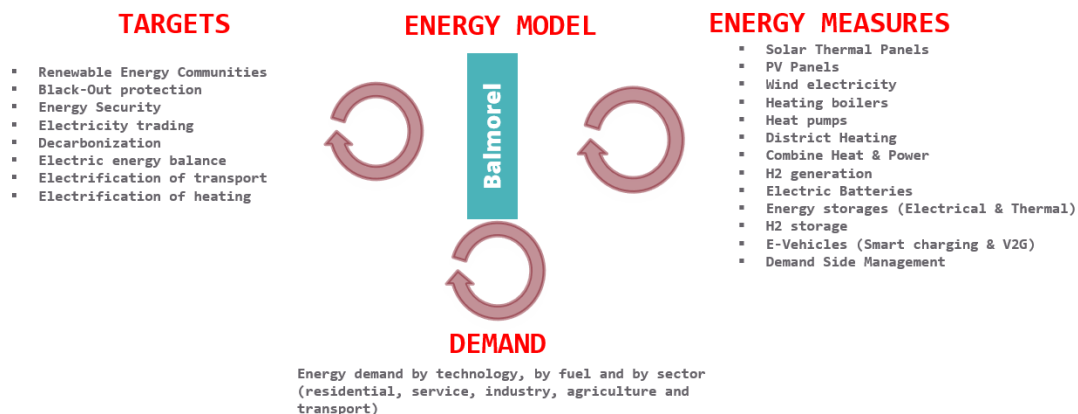 TARGETS
▪ Renewable Energy Communities
▪ Black-Out protection
▪ Energy Security
▪ Electricity trading
▪ Decarbonization
▪ Electric energy balance
▪ Electrification of transport
▪ Electrification of heating
ENERGY MODEL
Balmorel
ENERGY MEASURES
▪ Solar Thermal Panels
▪ PV Panels
▪ Wind electricity
▪ Heating boilers
▪ Heat pumps
▪ District Heating
▪ Combine Heat & Power
▪ H2 generation
▪ Electric Batteries
▪ Energy storages (Electrical & Thermal)
▪ H2 storage
▪ E-Vehicles (Smart charging & V2G)
▪ Demand Side Management
DEMAND
Energy demand by technology, by fuel and by sector
(residential, service, industry, agriculture and
transport)